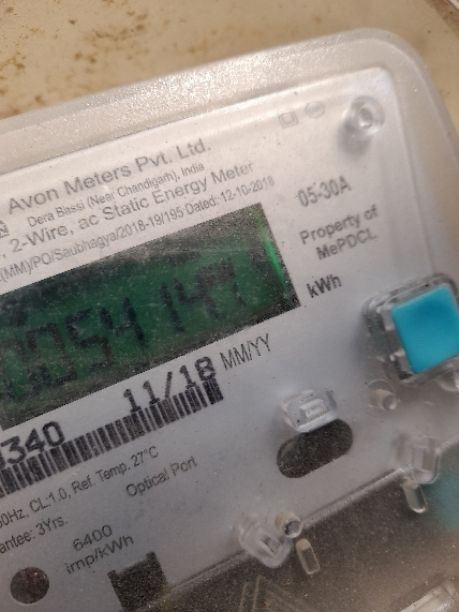 Avon Meters Pvt. Ltd.
Dera Bassi (Near Chandigarh), India
2-Wire, ac Static Energy Meter
(MM)/PO/Saubhagya/2018-19/195 Dated: 12-10-2018
05-30A
Property of
MePDCL
kWh
11/18 MM/YY
340
50Hz, CL-1.0, Ref. Temp. 27°C
3Yrs.
Optical Port
6400
imp/kWh